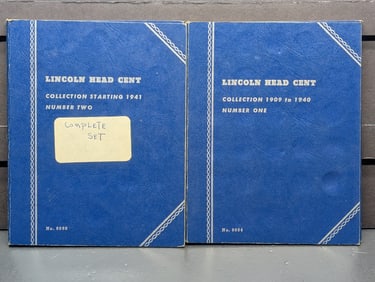 LINCOLN HEAD CENT
COLLECTION STARTING 1941
NUMBER TWO
COMPLETE
SET
LINCOLN HEAD CENT
COLLECTION 1909 to 1940
NUMBER ONE